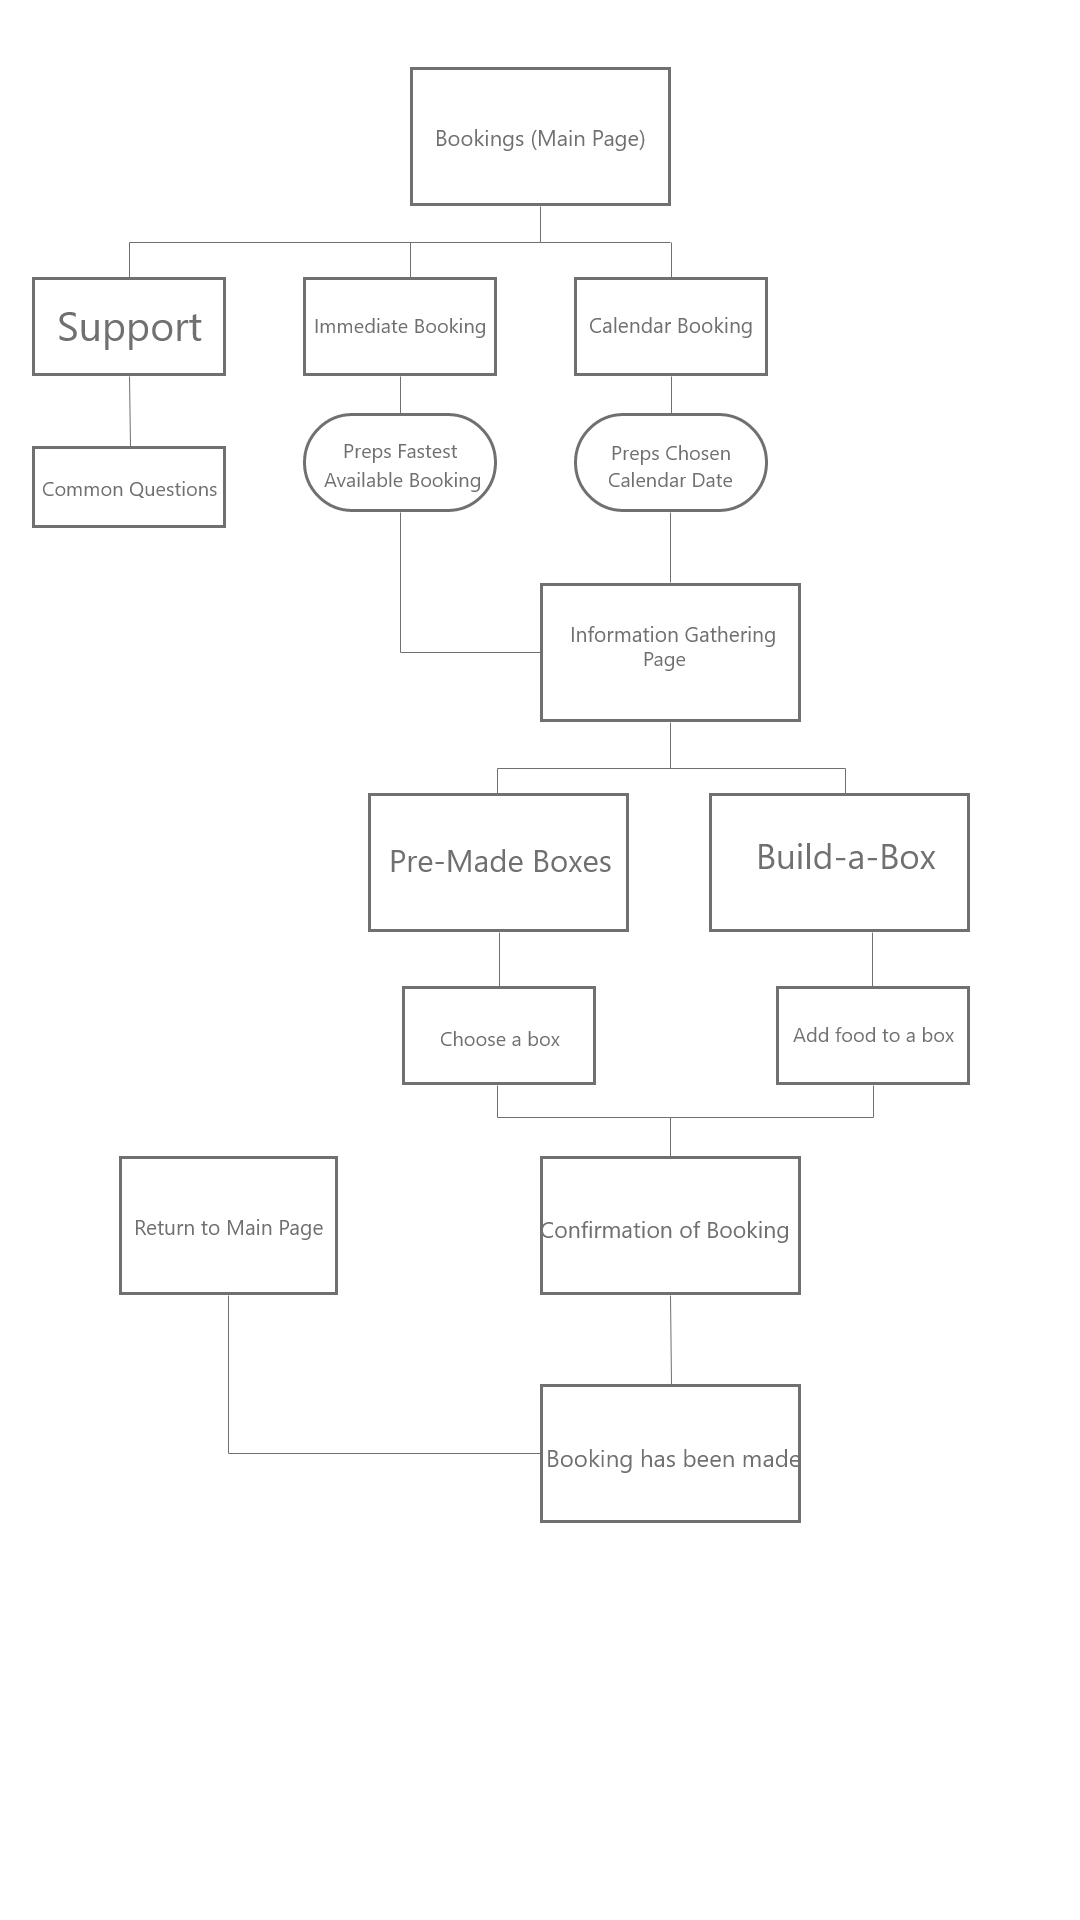 Bookings (Main Page)
Support
Immediate Booking
Calendar Booking
Common Questions
Preps Fastest
Available Booking
Preps Chosen
Calendar Date
Information Gathering
Page
Pre-Made Boxes
Build-a-Box
Choose a box
Add food to a box
Return to Main Page
Confirmation of Booking
Booking has been made